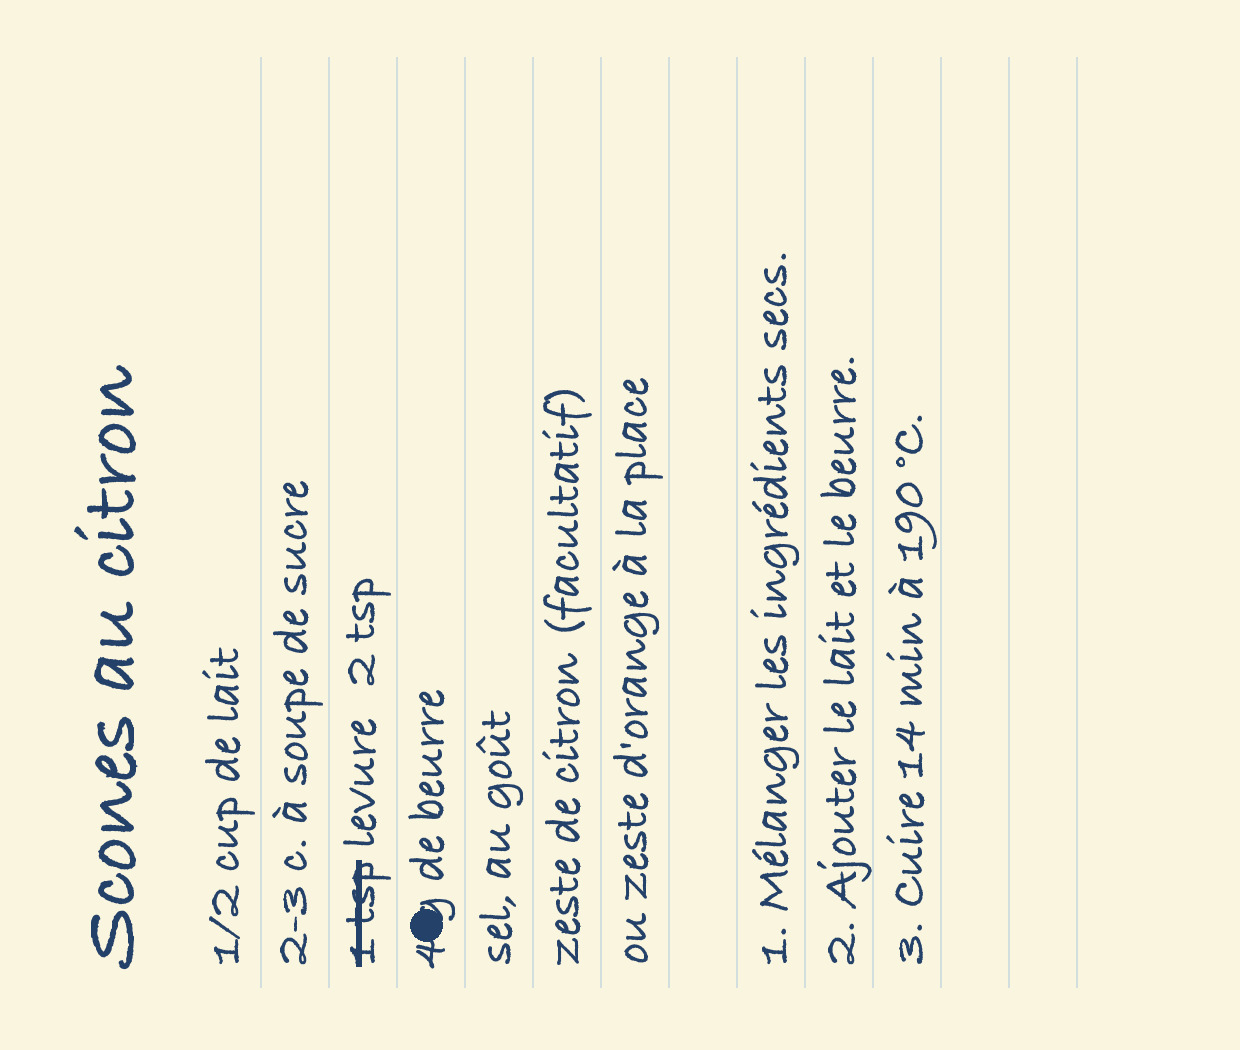 Scones au citron
1/2 cup de lait
2-3 c. à soupe de sucre
1 tsp levure 2 tsp
de beurre
sel, au goût
zeste de citron (facultatif)
ou zeste d'orange à la place
1. Mélanger les ingrédients secs.
2. Ajouter le lait et le beurre.
3. Cuire 14 min à 190 °C.